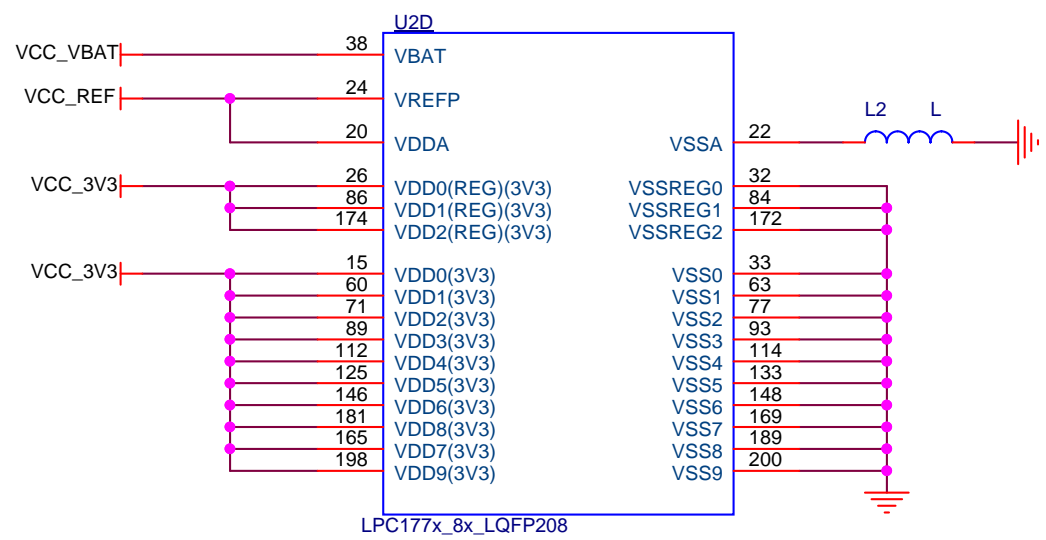 U2D
VCC_VBAT 38 VBAT
VCC_REF 24 VREFP
L2 L
20 VDDA VSSA 22
VCC_3V3 26 VDD0(REG)(3V3) VSSREG0 32
86 VDD1(REG)(3V3) VSSREG1 84
174 VDD2(REG)(3V3) VSSREG2 172
VCC_3V3 15 VDD0(3V3) VSS0 33
60 VDD1(3V3) VSS1 63
71 VDD2(3V3) VSS2 77
89 VDD3(3V3) VSS3 93
112 VDD4(3V3) VSS4 114
125 VDD5(3V3) VSS5 133
146 VDD6(3V3) VSS6 148
181 VDD8(3V3) VSS7 169
165 VDD7(3V3) VSS8 189
198 VDD9(3V3) VSS9 200
LPC177x_8x_LQFP208